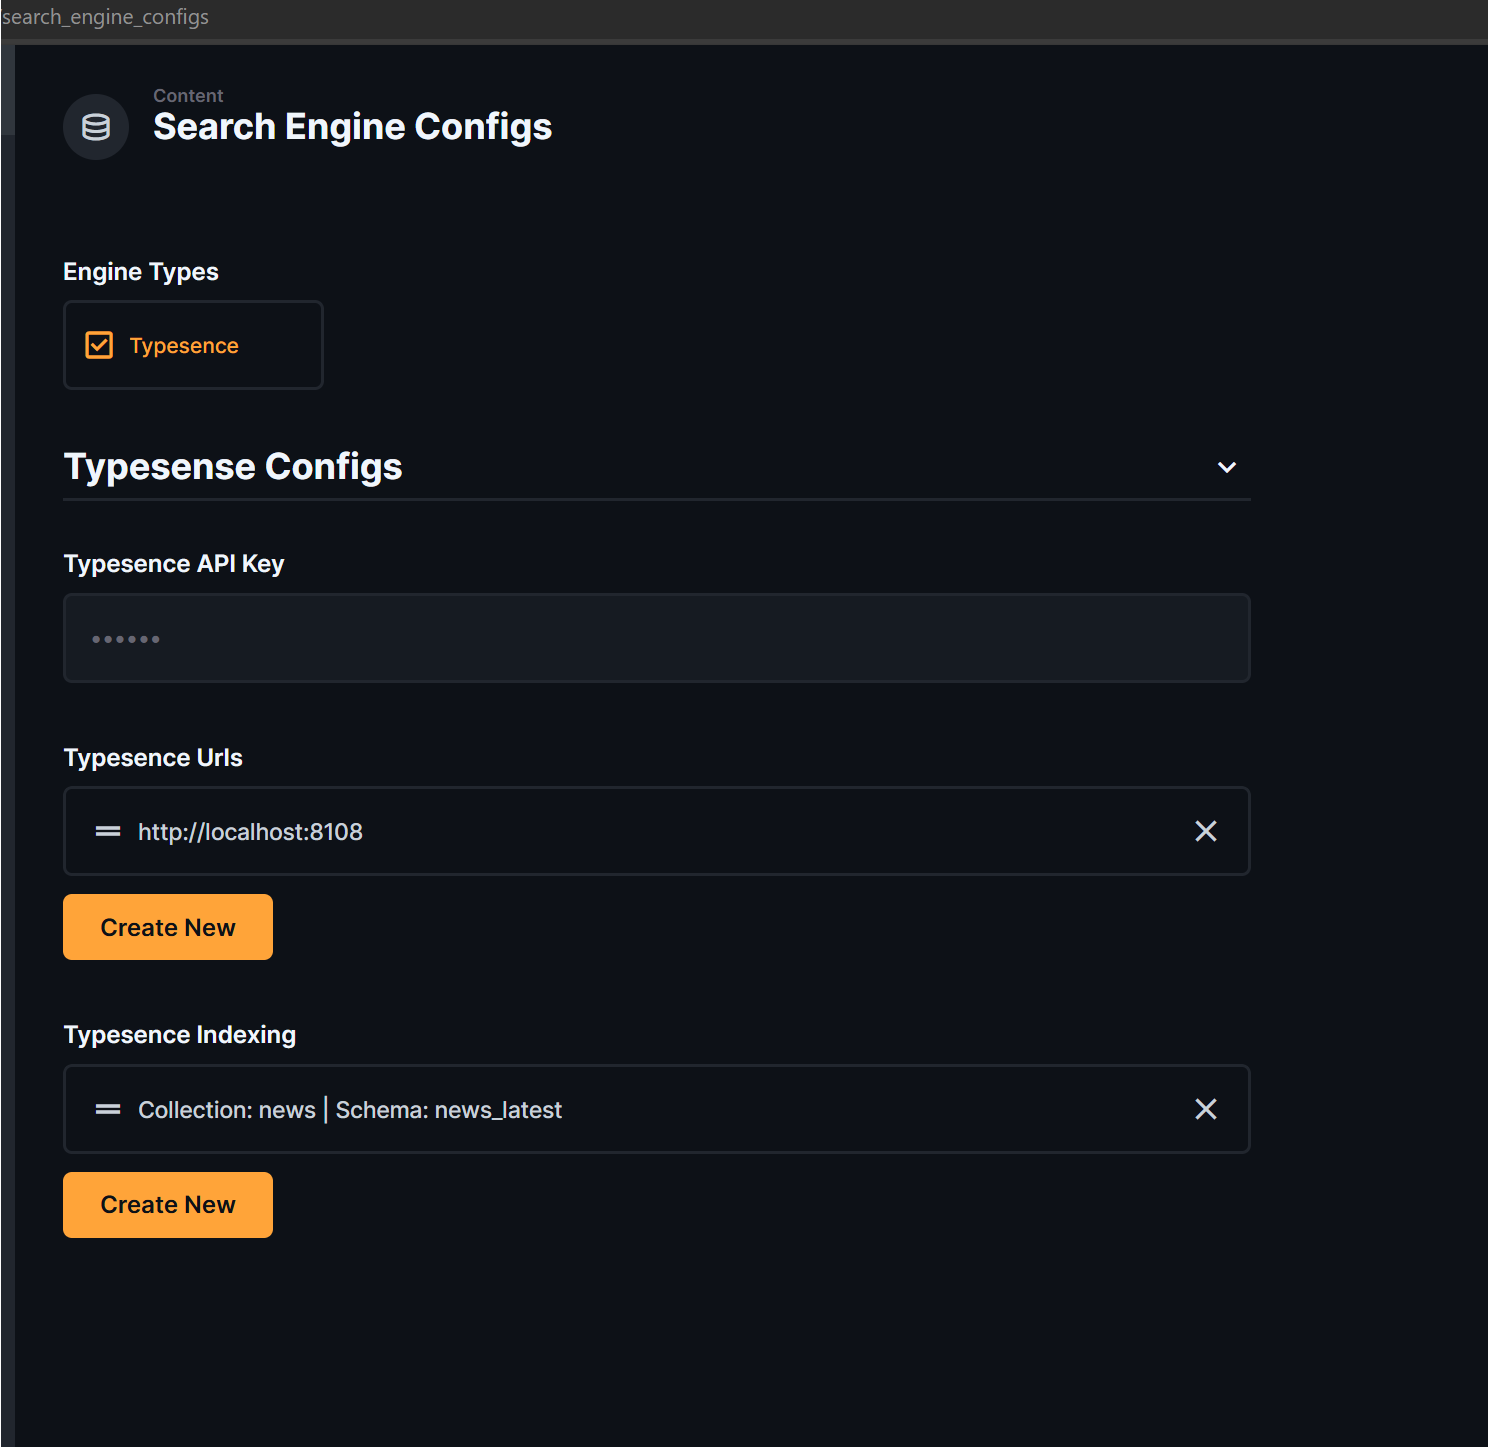 /search_engine_configs
Content
Search Engine Configs
Engine Types
Typesence
Typesense Configs
Typesence API Key
••••••
Typesence Urls
http://localhost:8108
Create New
Typesence Indexing
Collection: news | Schema: news_latest
Create New